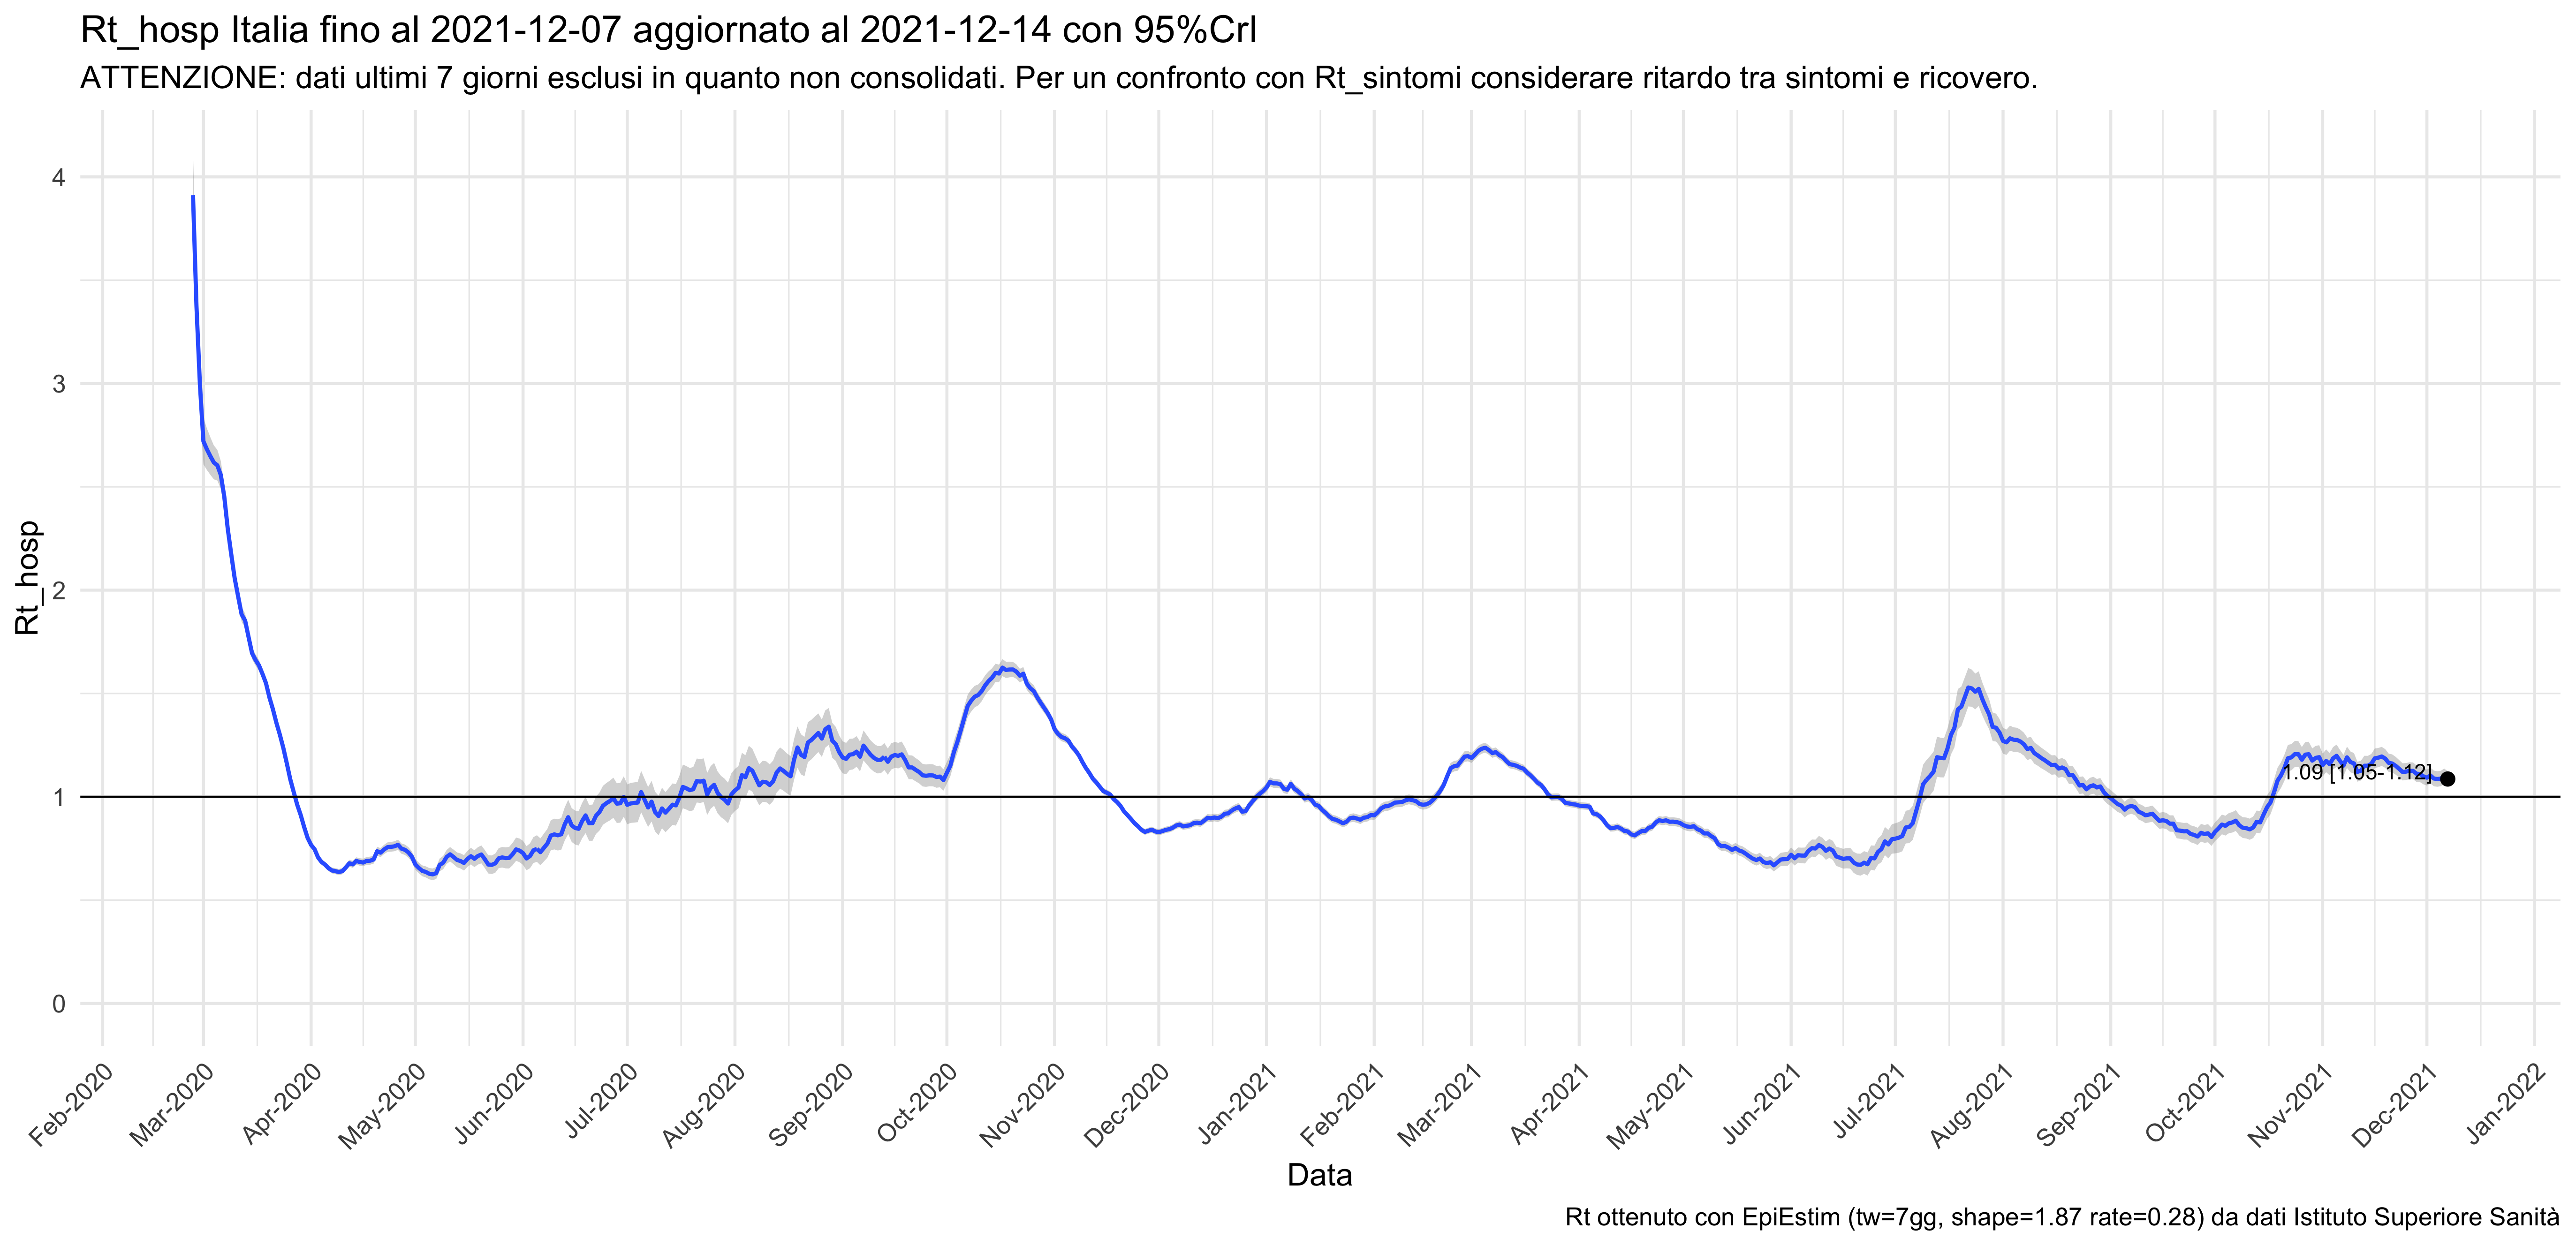 Rt_hosp Italia fino al 2021-12-07 aggiornato al 2021-12-14 con 95%CrI
ATTENZIONE: dati ultimi 7 giorni esclusi in quanto non consolidati. Per un confronto con Rt_sintomi considerare ritardo tra sintomi e ricovero.
4
3
2
1
0
Rt_hosp
1.09 [1.05-1.12]
Feb-2020
Mar-2020
Apr-2020
May-2020
Jun-2020
Jul-2020
Aug-2020
Sep-2020
Oct-2020
Nov-2020
Dec-2020
Jan-2021
Feb-2021
Mar-2021
Apr-2021
May-2021
Jun-2021
Jul-2021
Aug-2021
Sep-2021
Oct-2021
Nov-2021
Dec-2021
Jan-2022
Data
Rt ottenuto con EpiEstim (tw=7gg, shape=1.87 rate=0.28) da dati Istituto Superiore Sanità